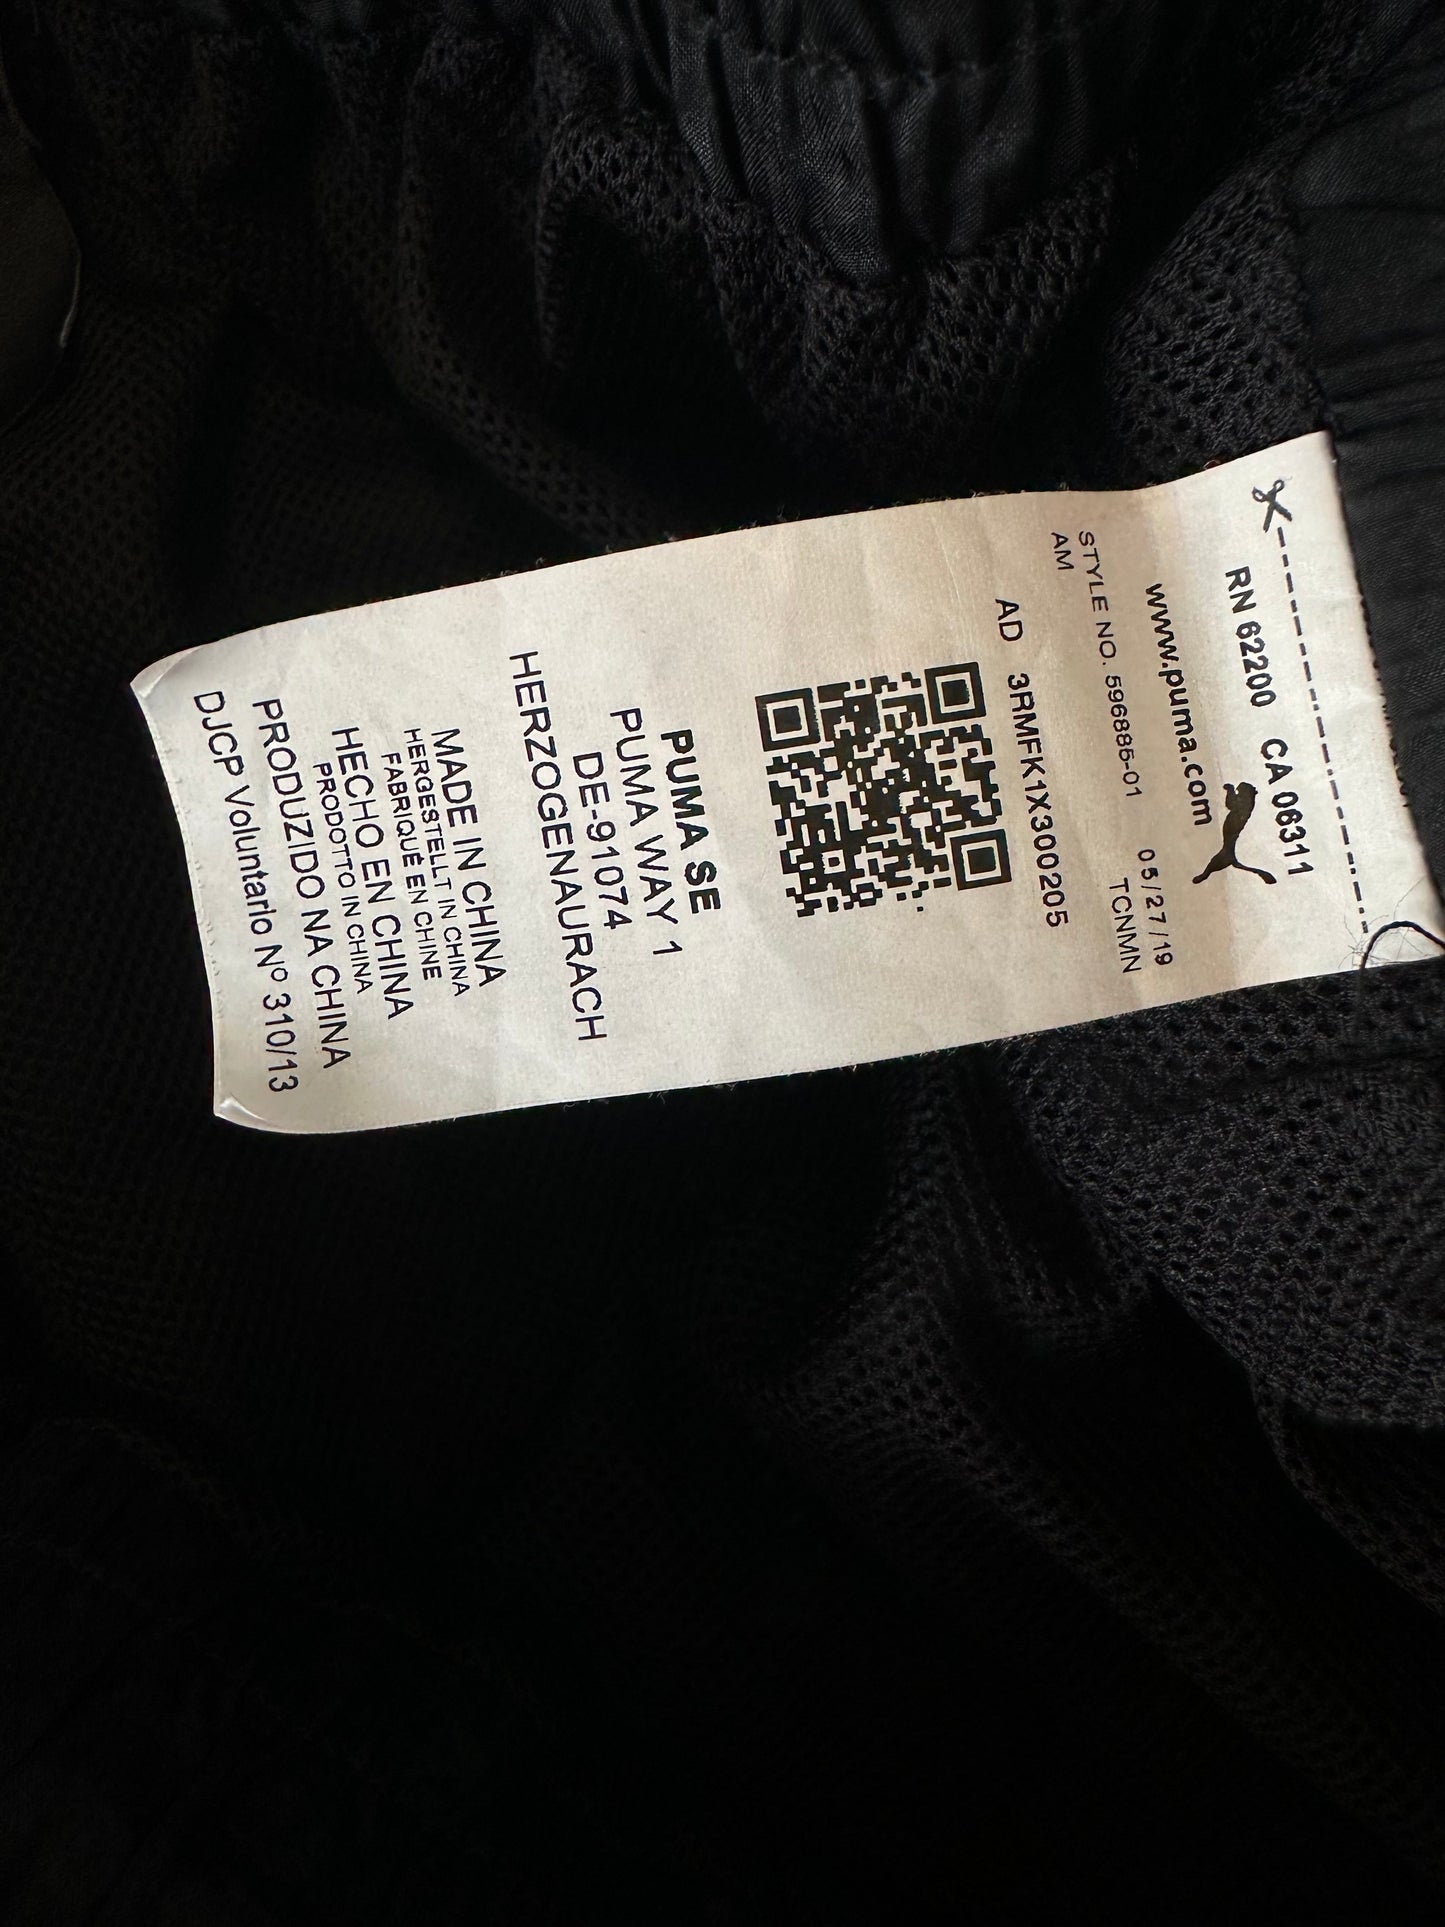 RN 62200 CA 06311
www.puma.com
STYLE NO. 596885-01 05/27/19
AM TCNMN
AD 3RMFK1X300205
PUMA SE
PUMA WAY 1
DE-91074
HERZOGENAURACH
MADE IN CHINA
HERGESTELLT IN CHINA
FABRIQUÉ EN CHINE
HECHO EN CHINA
PRODOTTO IN CHINA
PRODUZIDO NA CHINA
DJCP Voluntario Nº 310/13